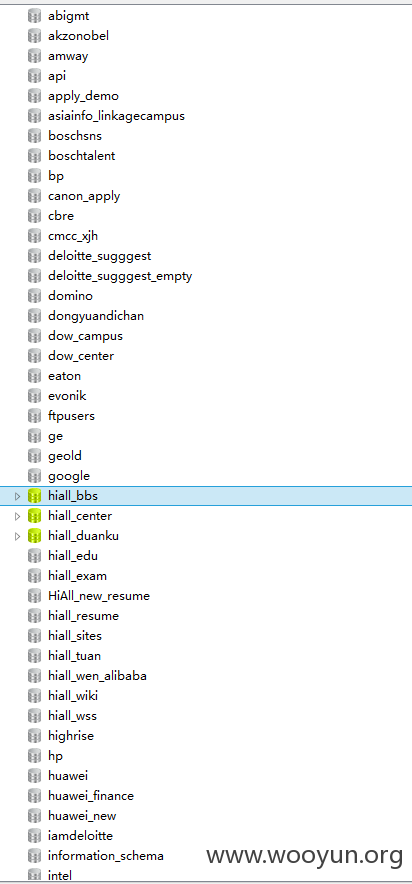 abigmt
akzonobel
amway
api
apply_demo
asiainfo_linkagecampus
boschsns
boschtalent
bp
canon_apply
cbre
cmcc_xjh
deloitte_sugggest
deloitte_sugggest_empty
domino
dongyuandichan
dow_campus
dow_center
eaton
evonik
ftpusers
ge
geold
google
hiall_bbs
hiall_center
hiall_duanku
hiall_edu
hiall_exam
HiAll_new_resume
hiall_resume
hiall_sites
hiall_tuan
hiall_wen_alibaba
hiall_wiki
hiall_wss
highrise
hp
huawei
huawei_finance
huawei_new
iamdeloitte
information_schema
www.wooyun.org
intel